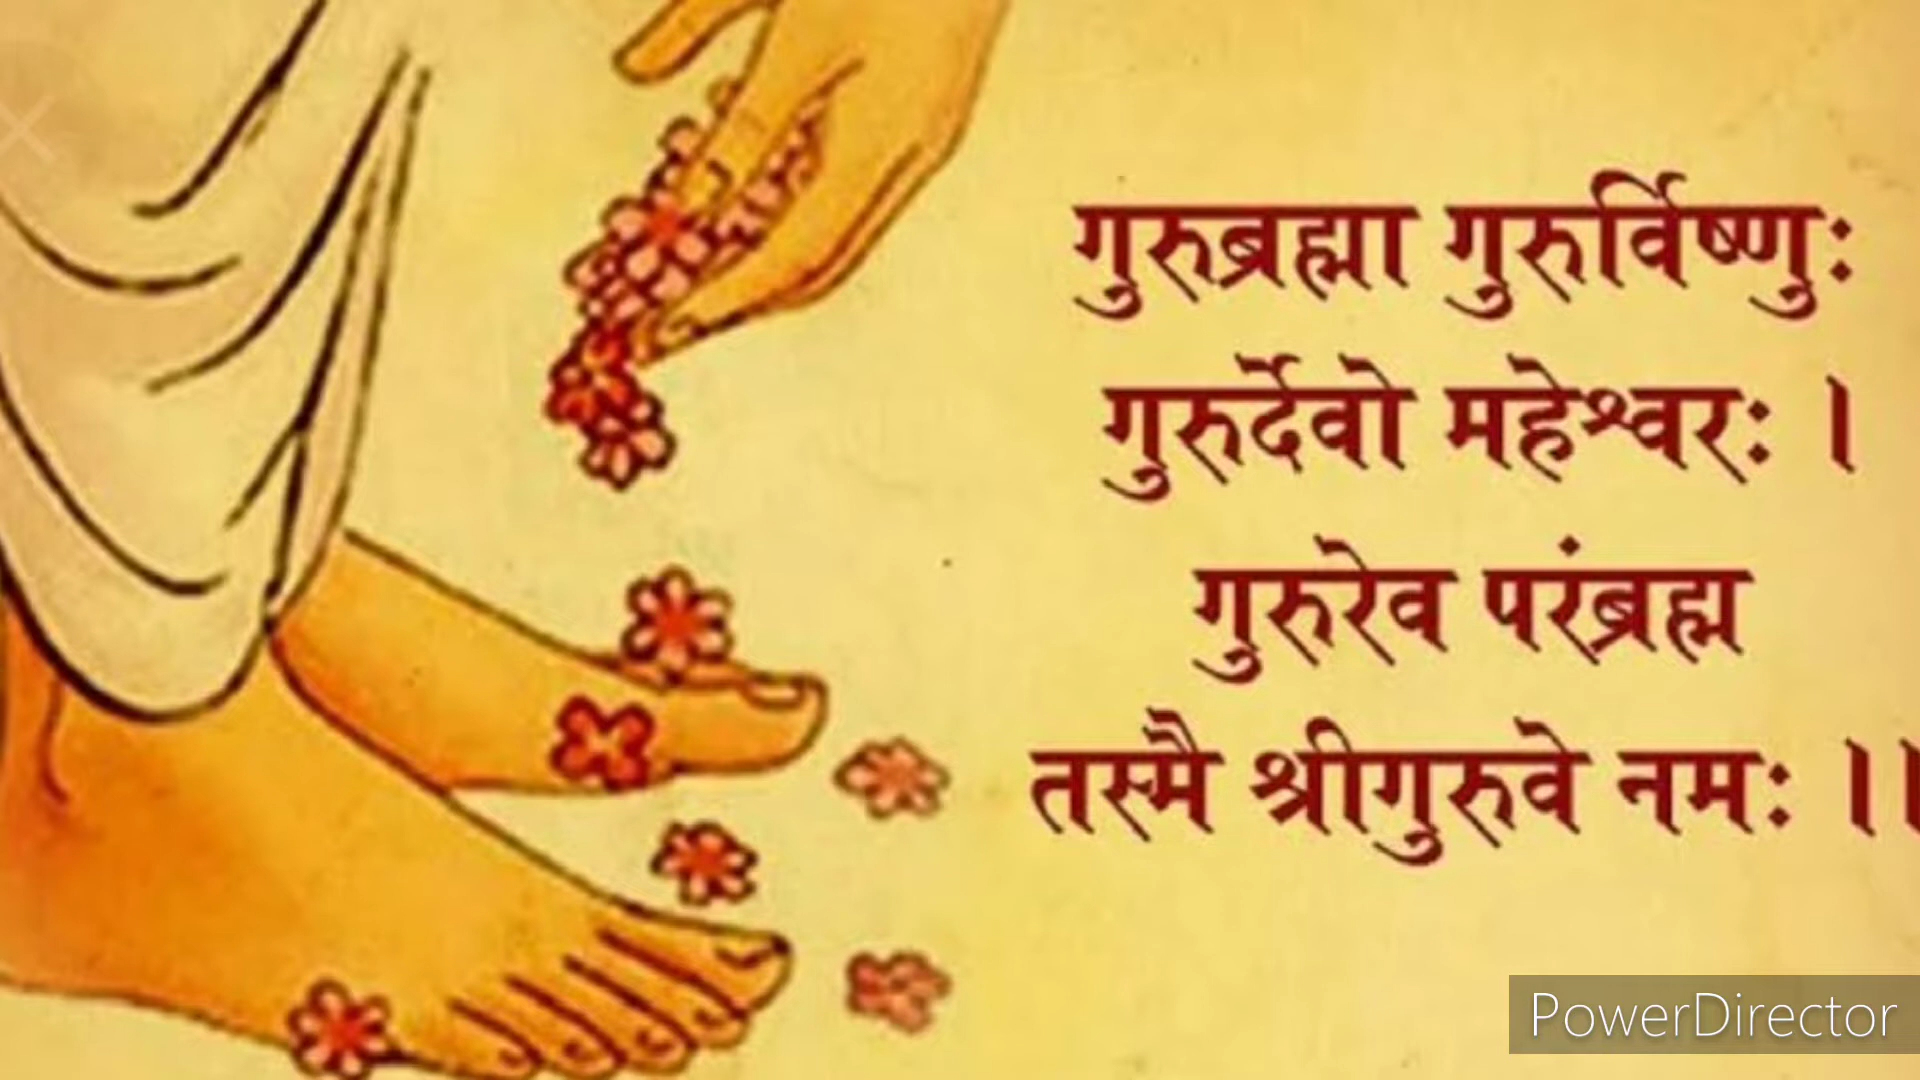 गुरुब्रह्मा गुरुर्विष्णुः
गुरुर्देवो महेश्वरः ।
गुरुरेव परंब्रह्म
तस्मै श्रीगुरुवे नमः ।।
PowerDirector